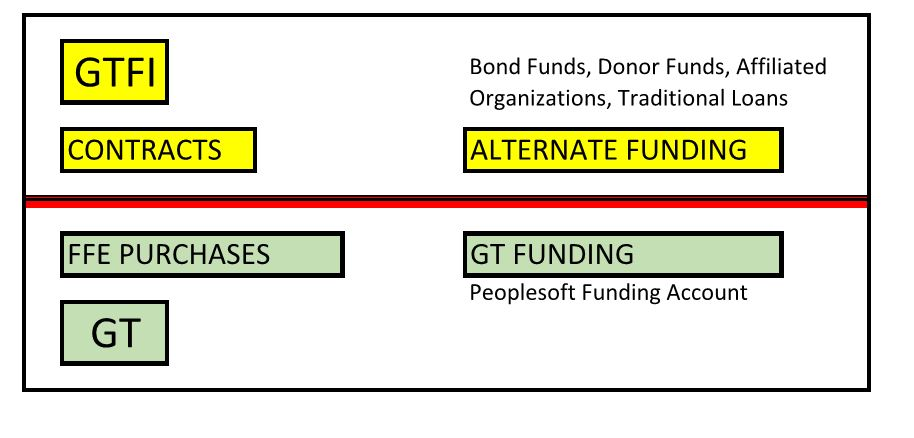 GTFI
Bond Funds, Donor Funds, Affiliated
Organizations, Traditional Loans
CONTRACTS
ALTERNATE FUNDING
FFE PURCHASES
GT FUNDING
Peoplesoft Funding Account
GT